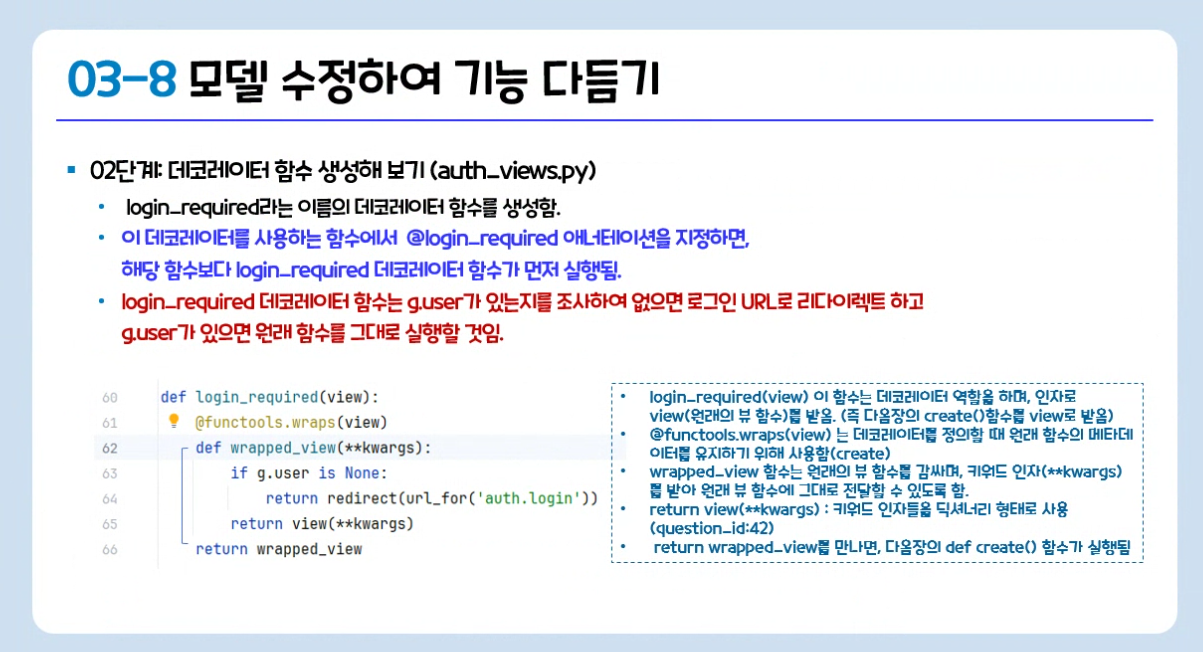 03-8 모델 수정하여 기능 다듬기
▪ 02단계: 데코레이터 함수 생성해 보기 (auth_views.py)
• login_required라는 이름의 데코레이터 함수를 생성함.
• 이 데코레이터를 사용하는 함수에서 @login_required 애너테이션을 지정하면,
해당 함수보다 login_required 데코레이터 함수가 먼저 실행됨.
• login_required 데코레이터 함수는 g.user가 있는지를 조사하여 없으면 로그인 URL로 리다이렉트 하고
g.user가 있으면 원래 함수를 그대로 실행할 것임.
60 def login_required(view):
61 @functools.wraps(view)
62 def wrapped_view(**kwargs):
63 if g.user is None:
64 return redirect(url_for('auth.login'))
65 return view(**kwargs)
66 return wrapped_view
• login_required(view) 이 함수는 데코레이터 역할을 하며, 인자로
view(원래의 뷰 함수)를 받음. (즉 다음장의 create()함수를 view로 받음)
• @functools.wraps(view) 는 데코레이터를 정의할 때 원래 함수의 메타데
이터를 유지하기 위해 사용함(create)
• wrapped_view 함수는 원래의 뷰 함수를 감싸며, 키워드 인자(**kwargs)
를 받아 원래 뷰 함수에 그대로 전달할 수 있도록 함.
• return view(**kwargs) : 키워드 인자들을 딕셔너리 형태로 사용
(question_id:42)
• return wrapped_view를 만나면, 다음장의 def create() 함수가 실행됨